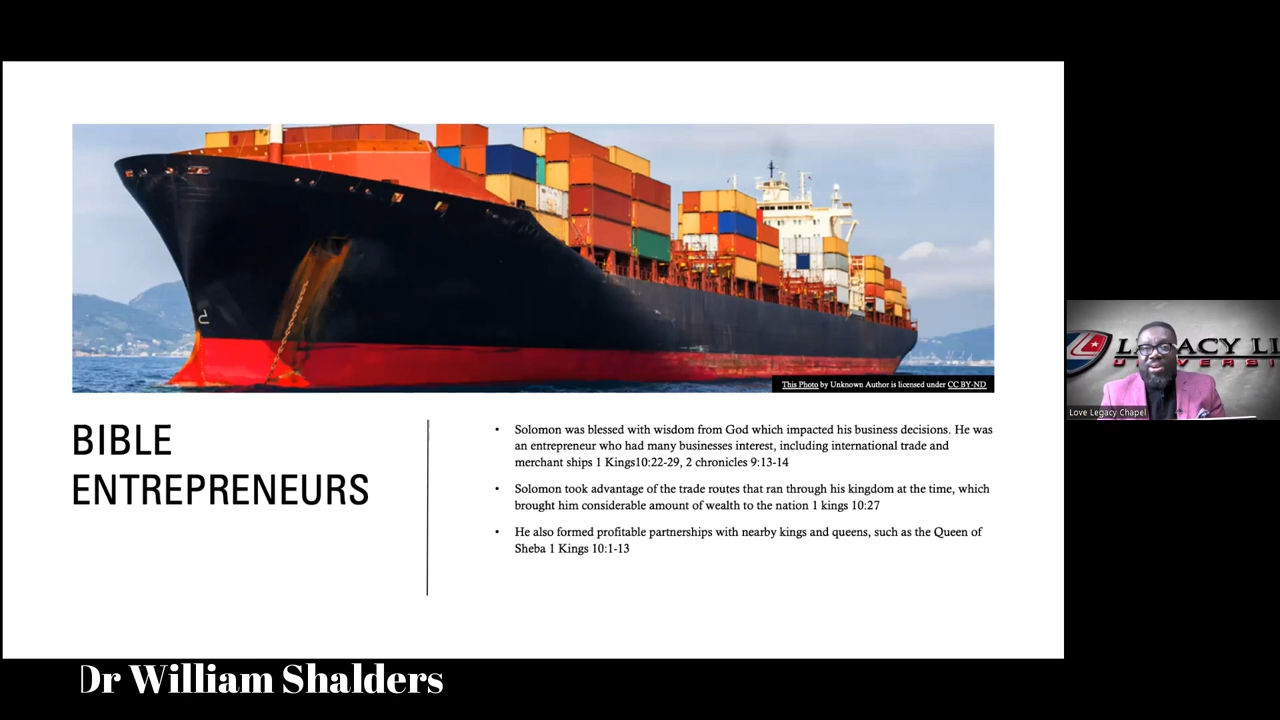 This Photo by Unknown Author is licensed under CC BY-ND
BIBLE
ENTREPRENEURS
• Solomon was blessed with wisdom from God which impacted his business decisions. He was
an entrepreneur who had many businesses interest, including international trade and
merchant ships 1 Kings10:22-29, 2 chronicles 9:13-14
• Solomon took advantage of the trade routes that ran through his kingdom at the time, which
brought him considerable amount of wealth to the nation 1 kings 10:27
• He also formed profitable partnerships with nearby kings and queens, such as the Queen of
Sheba 1 Kings 10:1-13
LEGACY LI
Love Legacy Chapel
Dr William Shalders